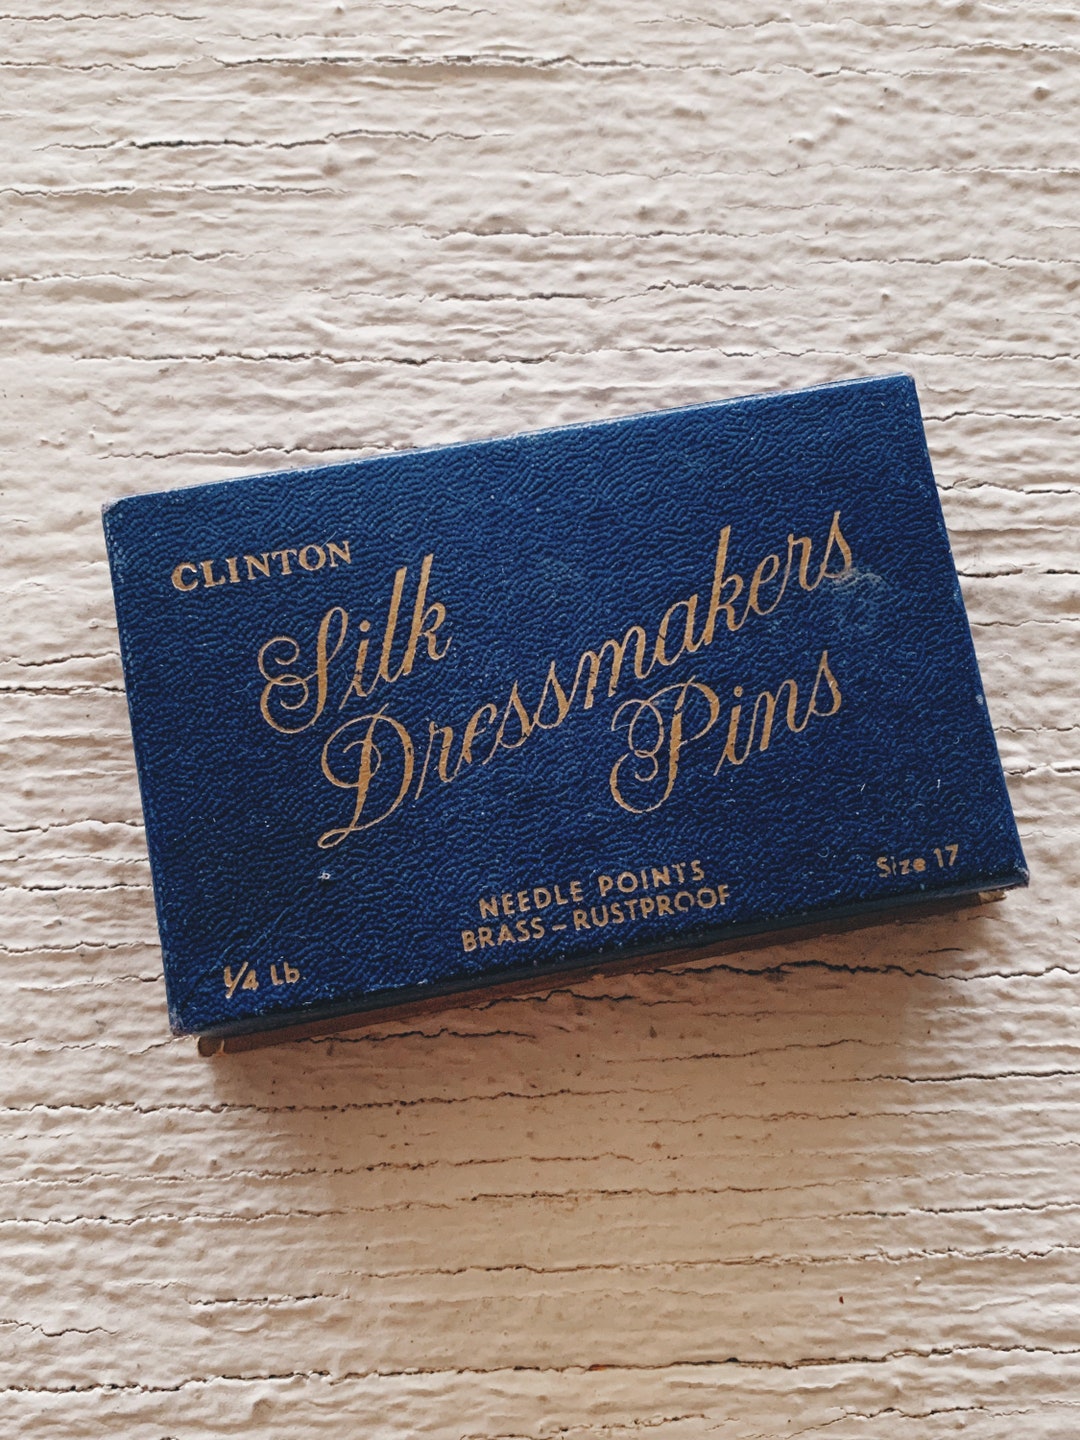 CLINTON
Silk
Dressmakers
Pins
NEEDLE POINTS
BRASS-RUSTPROOF
Size 17
1/4 Lb